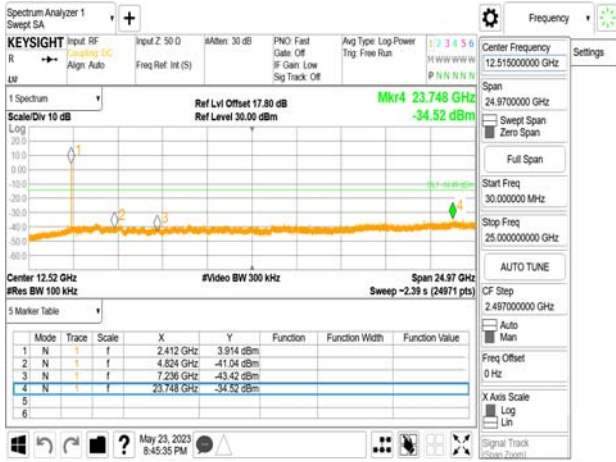 Spectrum Analyzer 1
Swept SA
Frequency
Settings
KEYSIGHT
R
Input: RF
Coupling: DC
Align: Auto
Input Z: 50 Ω
Freq Ref: Int (S)
#Atten: 30 dB
PNO: Fast
Gate: Off
IF Gain: Low
Sig Track: Off
Avg Type: Log-Power
Trig: Free Run
1 2 3 4 5 6
M W W W W W
P N N N N N
1 Spectrum
Scale/Div 10 dB
Ref Lvl Offset 17.80 dB
Ref Level 30.00 dBm
Mkr4 23.748 GHz
-34.52 dBm
Log
20.0
10.0
0.00
-10.0
-20.0
-30.0
-40.0
-50.0
-60.0
1
2
3
4
Center 12.52 GHz
#Res BW 100 kHz
#Video BW 300 kHz
Span 24.97 GHz
Sweep ~2.39 s (24971 pts)
5 Marker Table
Mode Trace Scale X Y Function Function Width Function Value
1 N 1 f 2.412 GHz 3.914 dBm
2 N 1 f 4.824 GHz -41.04 dBm
3 N 1 f 7.236 GHz -43.42 dBm
4 N 1 f 23.748 GHz -34.52 dBm
5
6
May 23, 2023
8:45:35 PM
Center Frequency
12.515000000 GHz
Span
24.9700000 GHz
Swept Span
Zero Span
Full Span
Start Freq
30.000000 MHz
Stop Freq
25.000000000 GHz
AUTO TUNE
CF Step
2.497000000 GHz
Auto
Man
Freq Offset
0 Hz
X Axis Scale
Log
Lin
Signal Track
(Span Zoom)